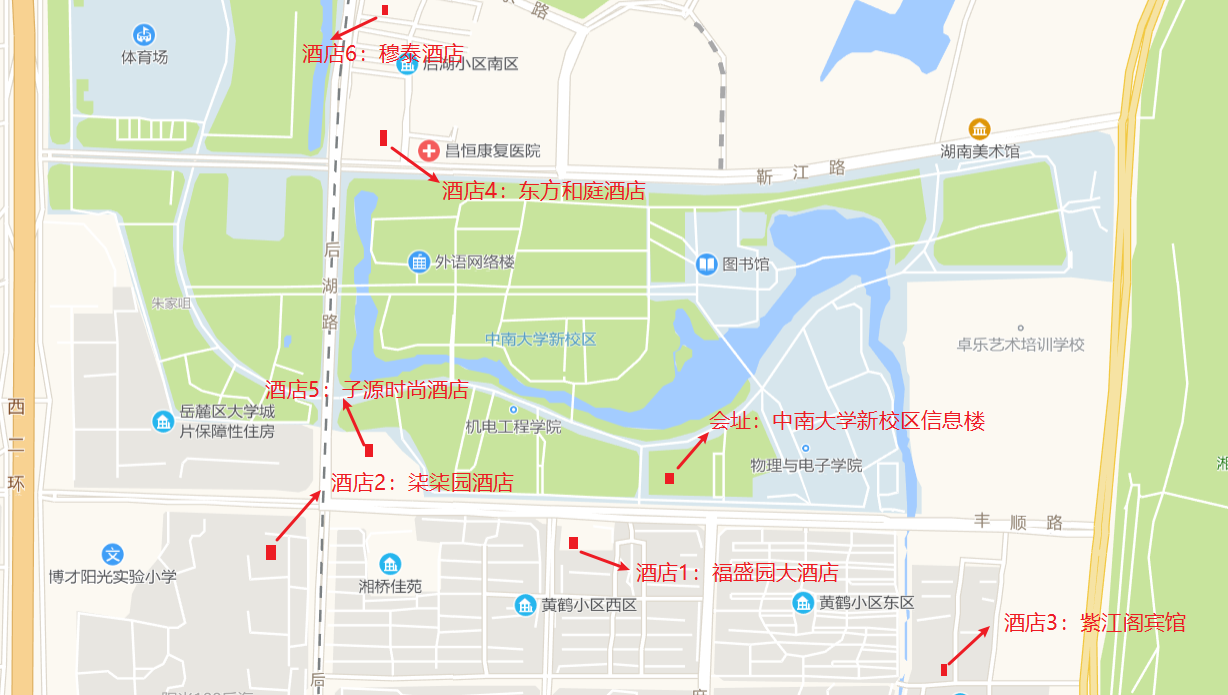 路
体育场
酒店6：穆泰酒店
后湖小区南区
昌恒康复医院
湖南美术馆
靳江路
酒店4：东方和庭酒店
后湖路
外语网络楼
图书馆
朱家咀
中南大学新校区
卓乐艺术培训学校
酒店5：子源时尚酒店
西二环
岳麓区大学城
片保障性住房
机电工程学院
会址：中南大学新校区信息楼
物理与电子学院
湘
酒店2：柒柒园酒店
丰顺路
博才阳光实验小学
湘桥佳苑
酒店1：福盛园大酒店
黄鹤小区西区
黄鹤小区东区
酒店3：紫江阁宾馆
后